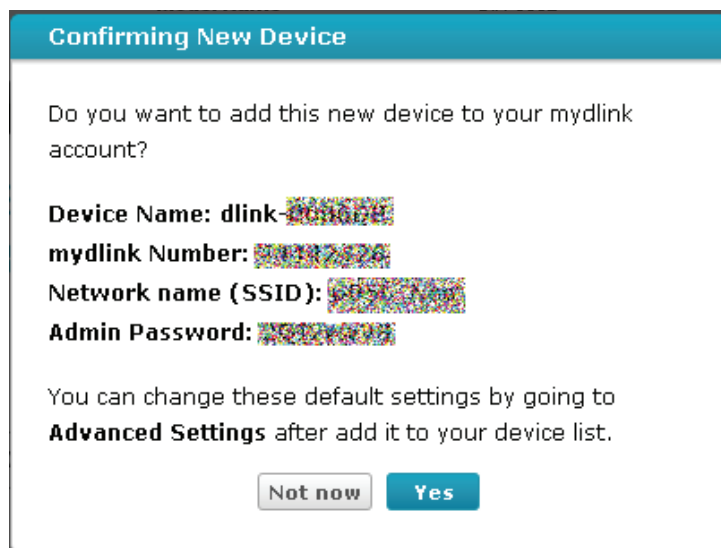 Confirming New Device
Do you want to add this new device to your mydlink
account?
Device Name: dlink-
mydlink Number:
Network name (SSID):
Admin Password:
You can change these default settings by going to
Advanced Settings after add it to your device list.
Not now Yes